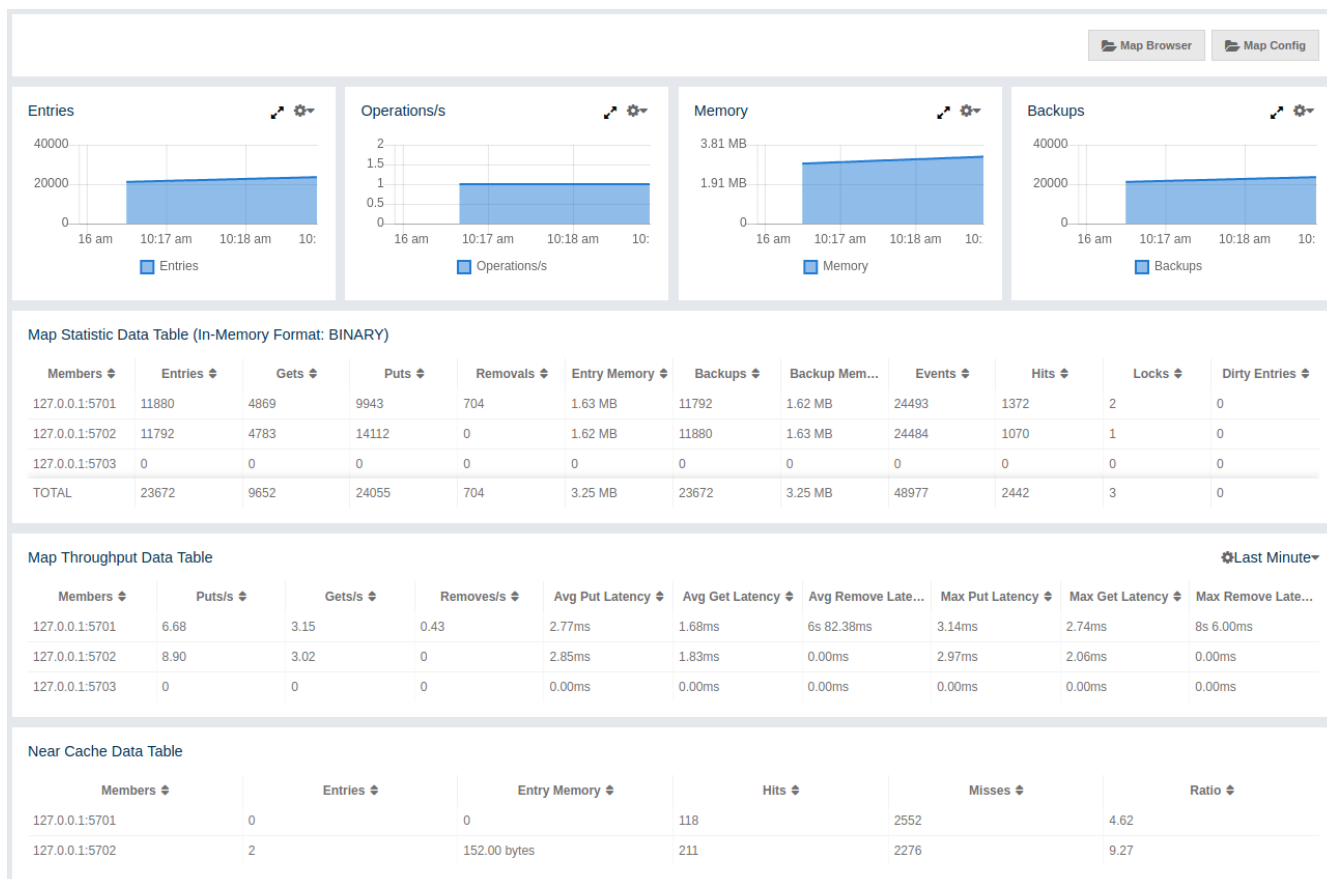 Map Browser Map Config
Entries Operations/s Memory Backups
40000 2 3.81 MB 40000
1.5
20000 1 1.91 MB 20000
0.5
0 0 0 0
16 am 10:17 am 10:18 am 10: 16 am 10:17 am 10:18 am 10: 16 am 10:17 am 10:18 am 10: 16 am 10:17 am 10:18 am 10:
Entries Operations/s Memory Backups
Map Statistic Data Table (In-Memory Format: BINARY)
Members Entries Gets Puts Removals Entry Memory Backups Backup Mem... Events Hits Locks Dirty Entries
127.0.0.1:5701 11880 4869 9943 704 1.63 MB 11792 1.62 MB 24493 1372 2 0
127.0.0.1:5702 11792 4783 14112 0 1.62 MB 11880 1.63 MB 24484 1070 1 0
127.0.0.1:5703 0 0 0 0 0 0 0 0 0 0 0
TOTAL 23672 9652 24055 704 3.25 MB 23672 3.25 MB 48977 2442 3 0
Map Throughput Data Table Last Minute
Members Puts/s Gets/s Removes/s Avg Put Latency Avg Get Latency Avg Remove Late... Max Put Latency Max Get Latency Max Remove Late...
127.0.0.1:5701 6.68 3.15 0.43 2.77ms 1.68ms 6s 82.38ms 3.14ms 2.74ms 8s 6.00ms
127.0.0.1:5702 8.90 3.02 0 2.85ms 1.83ms 0.00ms 2.97ms 2.06ms 0.00ms
127.0.0.1:5703 0 0 0 0.00ms 0.00ms 0.00ms 0.00ms 0.00ms 0.00ms
Near Cache Data Table
Members Entries Entry Memory Hits Misses Ratio
127.0.0.1:5701 0 0 118 2552 4.62
127.0.0.1:5702 2 152.00 bytes 211 2276 9.27